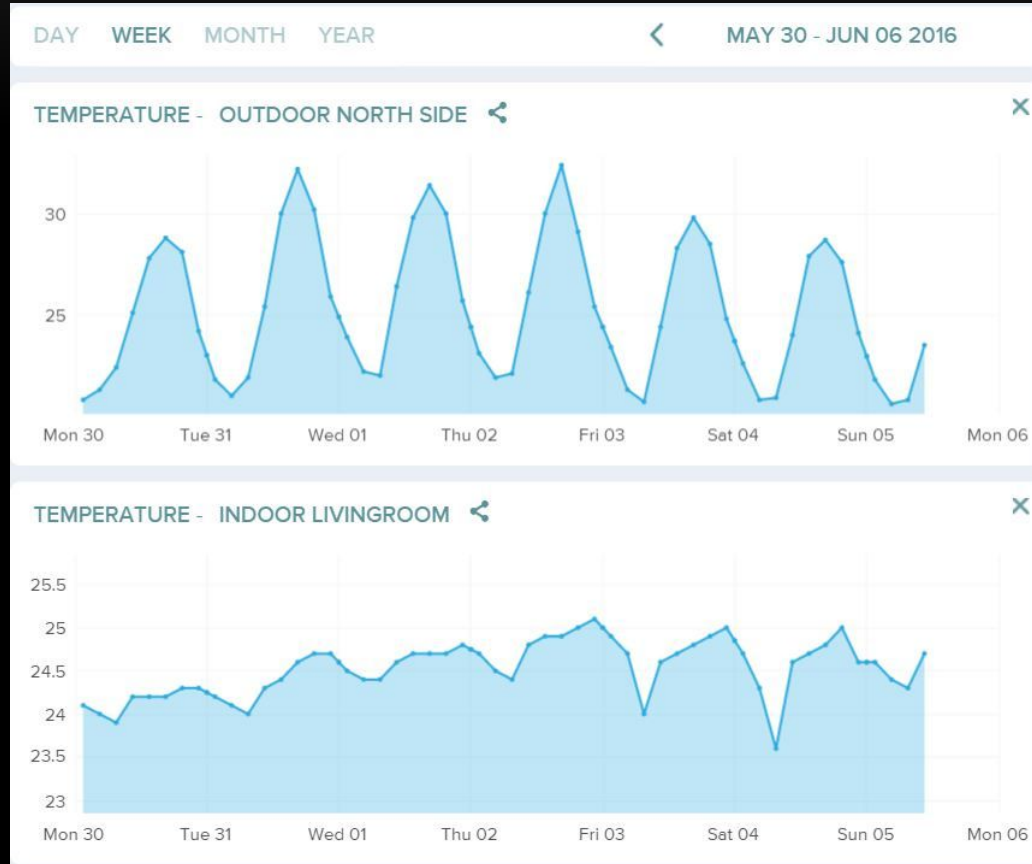 DAY WEEK MONTH YEAR MAY 30 - JUN 06 2016
TEMPERATURE - OUTDOOR NORTH SIDE
30
25
Mon 30 Tue 31 Wed 01 Thu 02 Fri 03 Sat 04 Sun 05 Mon 06
TEMPERATURE - INDOOR LIVINGROOM
25.5
25
24.5
24
23.5
23
Mon 30 Tue 31 Wed 01 Thu 02 Fri 03 Sat 04 Sun 05 Mon 06